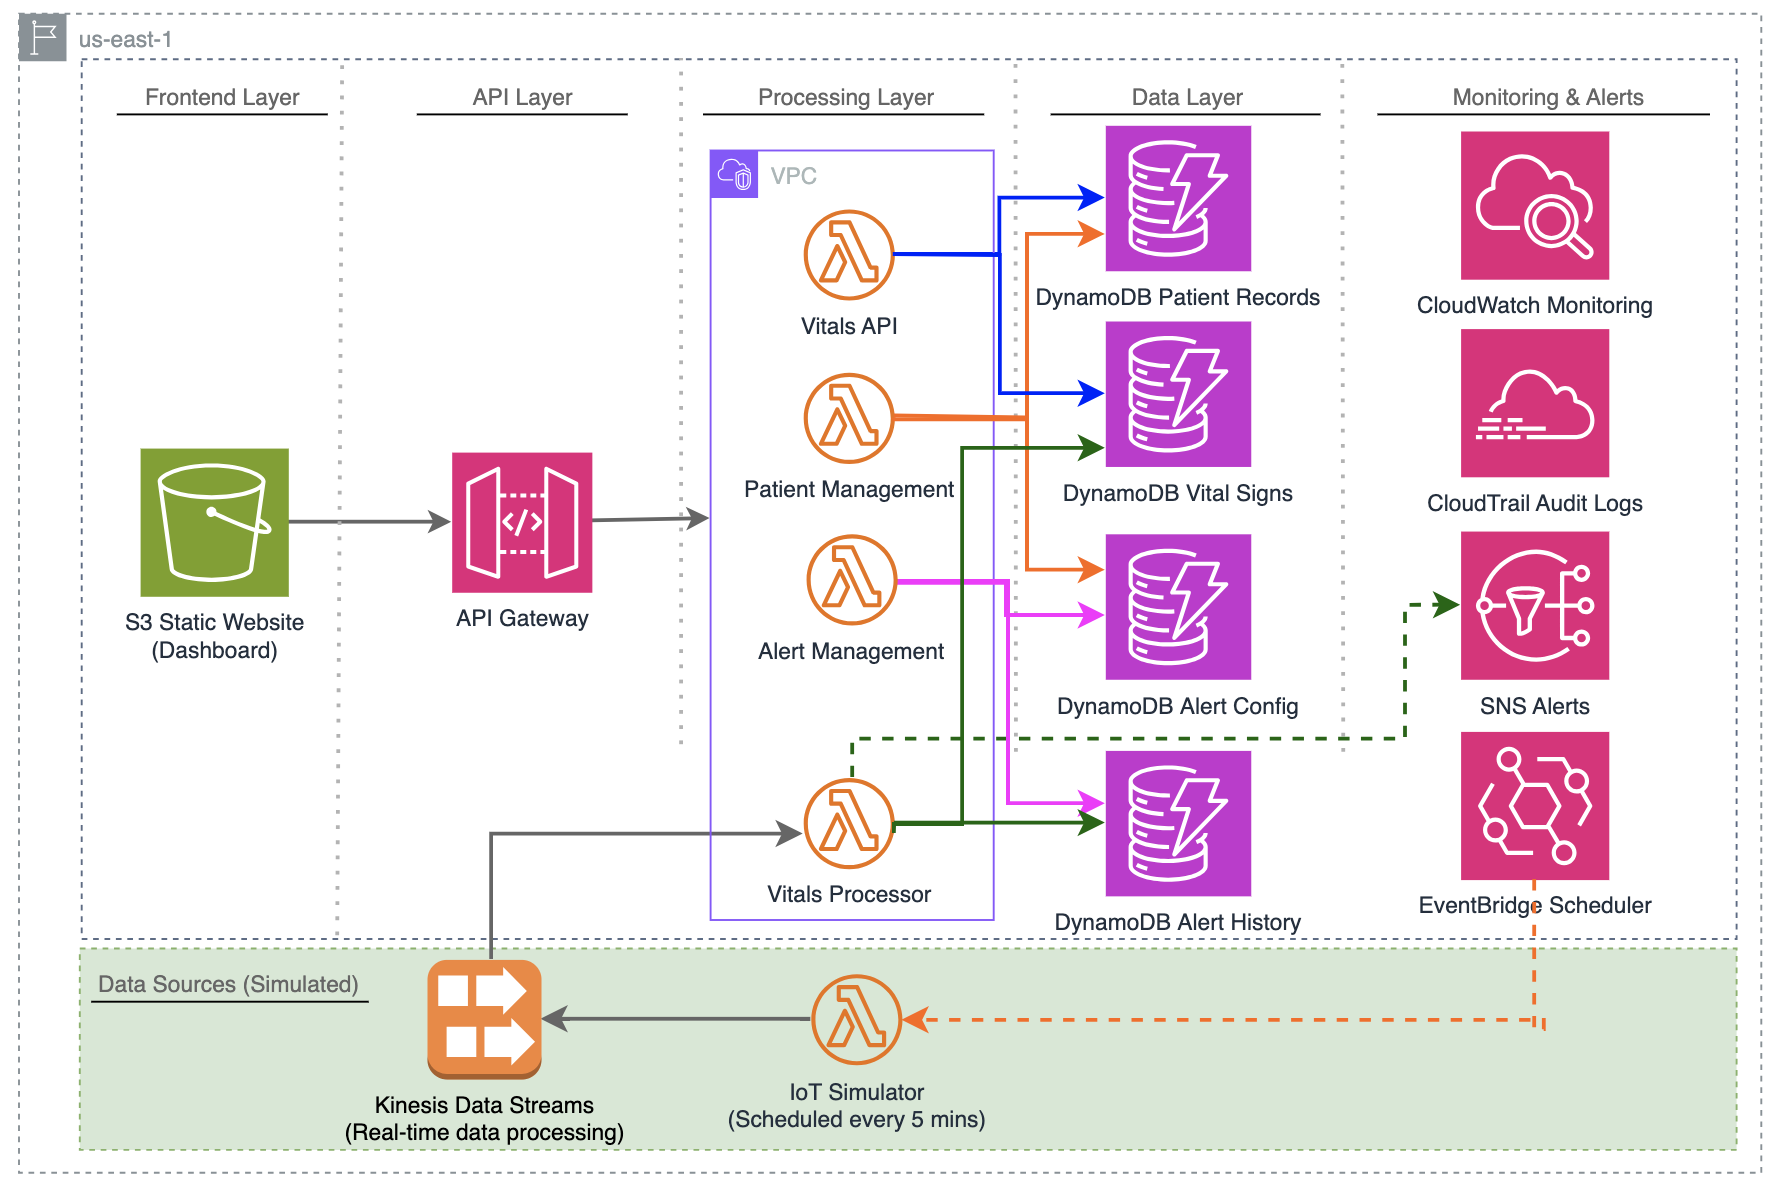 us-east-1
Frontend Layer
API Layer
Processing Layer
Data Layer
Monitoring & Alerts
VPC
Vitals API
Patient Management
Alert Management
Vitals Processor
S3 Static Website
(Dashboard)
</>
API Gateway
DynamoDB Patient Records
DynamoDB Vital Signs
DynamoDB Alert Config
DynamoDB Alert History
CloudWatch Monitoring
CloudTrail Audit Logs
SNS Alerts
EventBridge Scheduler
Data Sources (Simulated)
Kinesis Data Streams
(Real-time data processing)
IoT Simulator
(Scheduled every 5 mins)